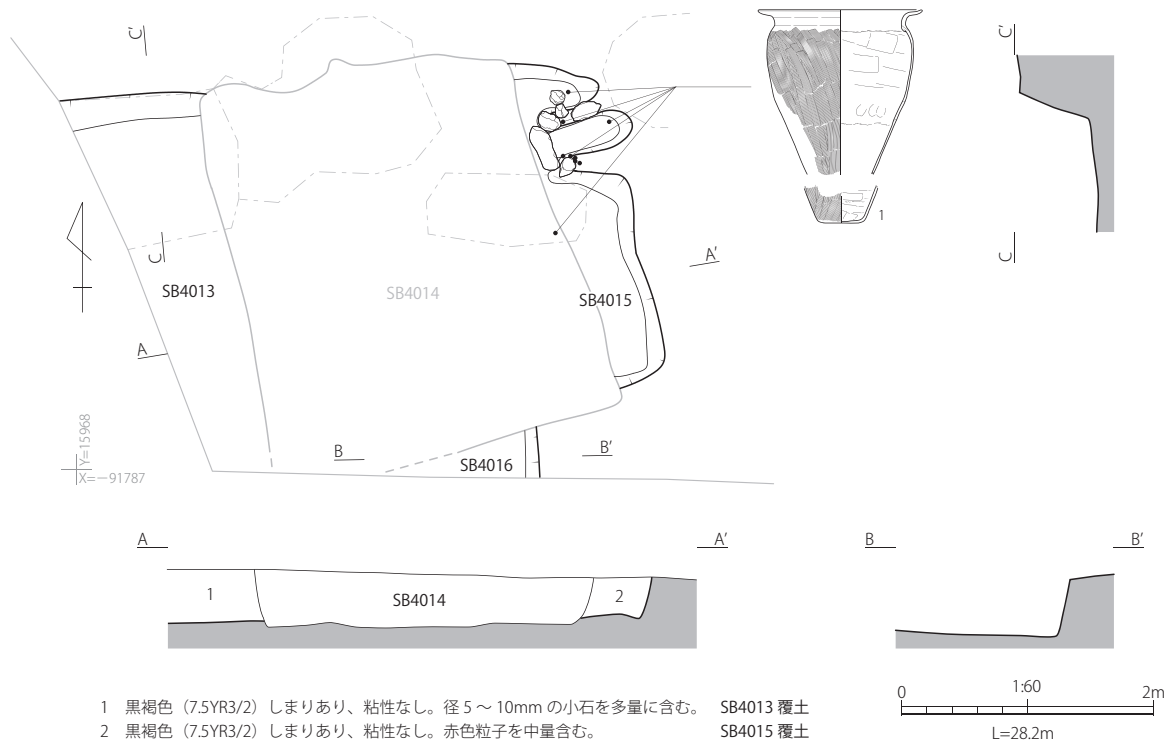 C'
C'
1
C
C
A'
SB4013
SB4014
SB4015
A
Y=15968
X=－91787
B
B'
SB4016
A
A'
B
B'
1
SB4014
2
1 黒褐色（7.5YR3/2）しまりあり、粘性なし。径 5 ～ 10mm の小石を多量に含む。 SB4013 覆土
2 黒褐色（7.5YR3/2）しまりあり、粘性なし。赤色粒子を中量含む。 SB4015 覆土
0 1:60 2m
L=28.2m